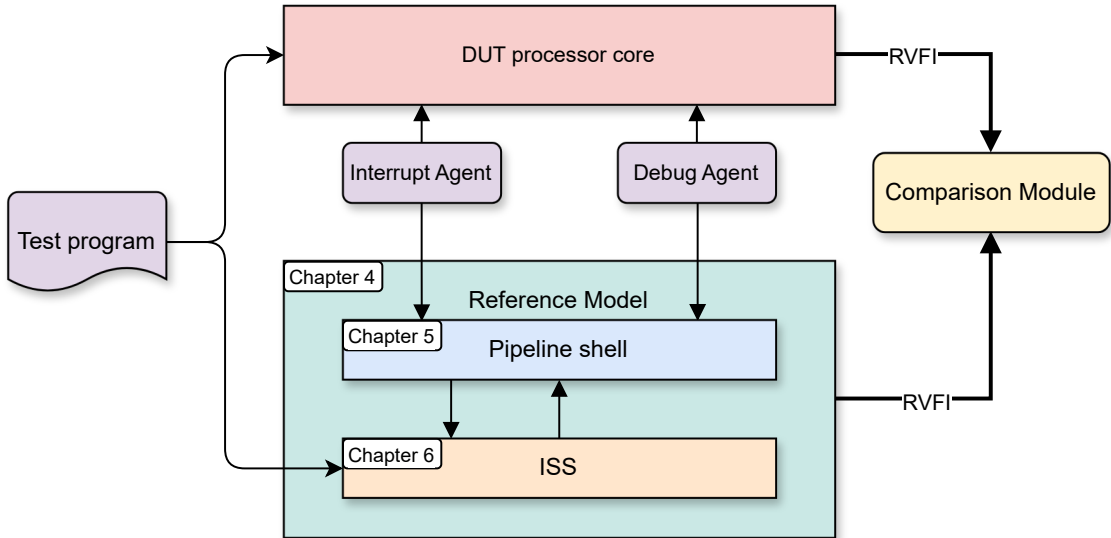 DUT processor core
RVFI
Interrupt Agent
Debug Agent
Comparison Module
Test program
Chapter 4
Reference Model
Chapter 5
Pipeline shell
RVFI
Chapter 6
ISS